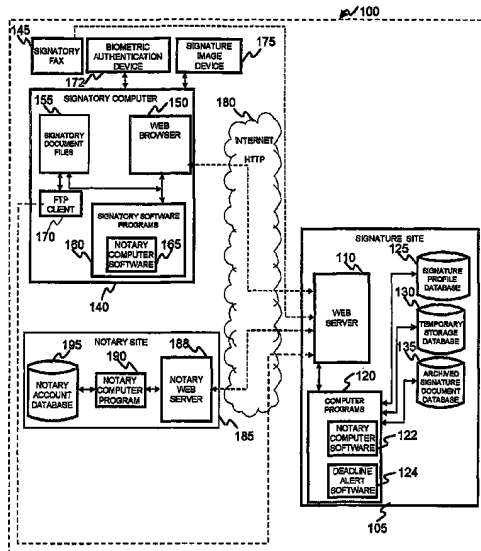 100
145
SIGNATORY
FAX
BIOMETRIC
AUTHENTICATION
DEVICE
172
SIGNATURE
IMAGE
DEVICE
175
SIGNATORY COMPUTER
155
SIGNATORY
DOCUMENT
FILES
150
WEB
BROWSER
180
INTERNET
HTTP
FTP
CLIENT
170
SIGNATORY SOFTWARE
PROGRAMS
160
NOTARY
COMPUTER
SOFTWARE
165
140
SIGNATURE SITE
110
WEB
SERVER
125
SIGNATURE
PROFILE
DATABASE
130
TEMPORARY
STORAGE
DATABASE
135
ARCHIVED
SIGNATURE
DOCUMENT
DATABASE
NOTARY SITE
195
NOTARY
ACCOUNT
DATABASE
190
NOTARY
COMPUTER
PROGRAM
188
NOTARY
WEB
SERVER
185
120
COMPUTER
PROGRAMS
NOTARY
COMPUTER
SOFTWARE
122
DEADLINE
ALERT
SOFTWARE
124
105